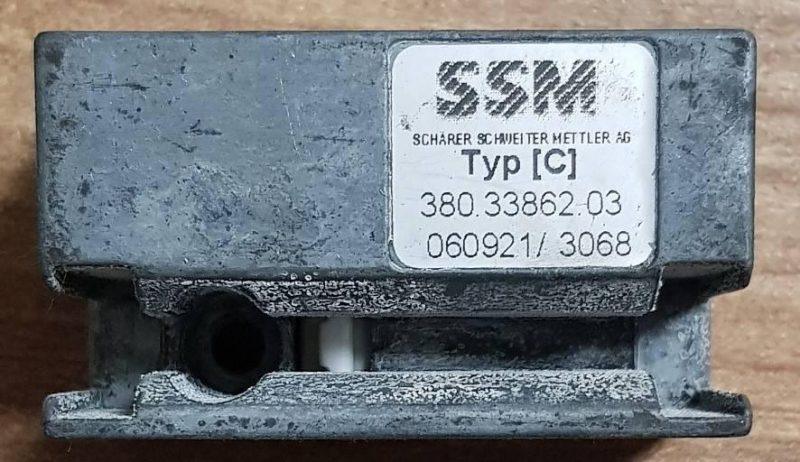 SSM
SCHÄRER SCHWEITER METTLER AG
Typ [C]
380.33862.03
060921/ 3068